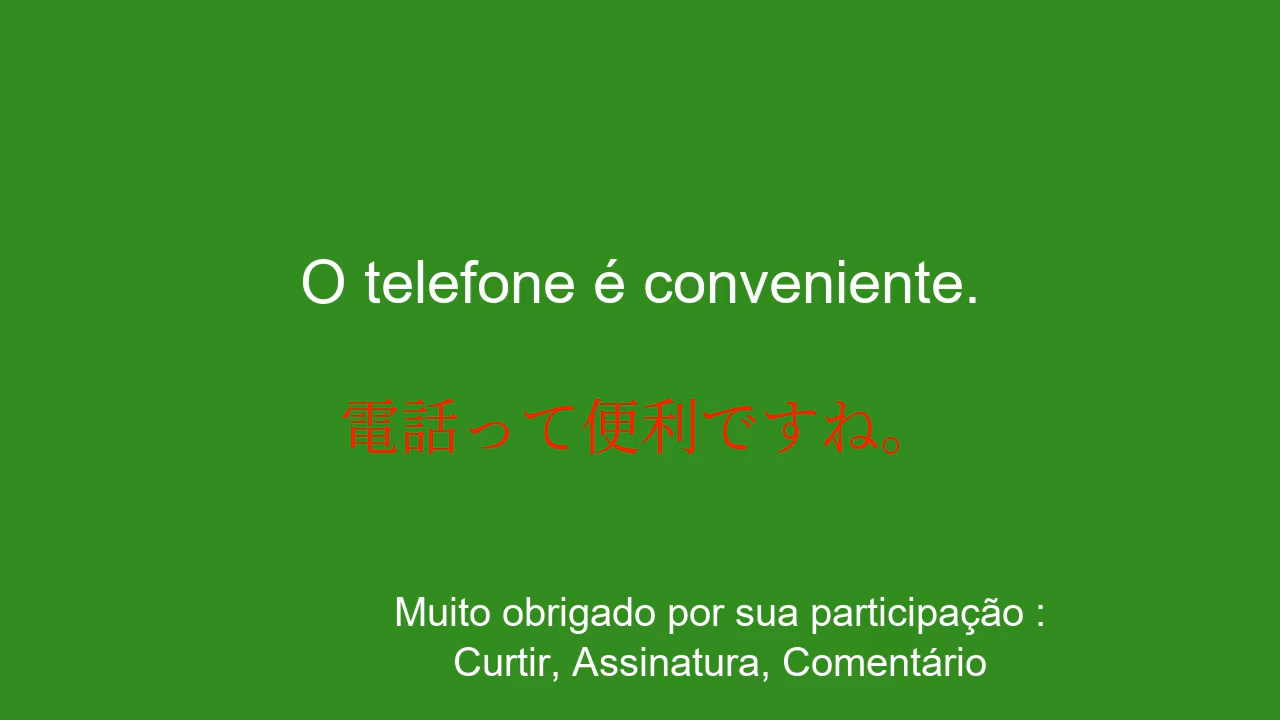 O telefone é conveniente.
電話って便利ですね。
Muito obrigado por sua participação :
Curtir, Assinatura, Comentário